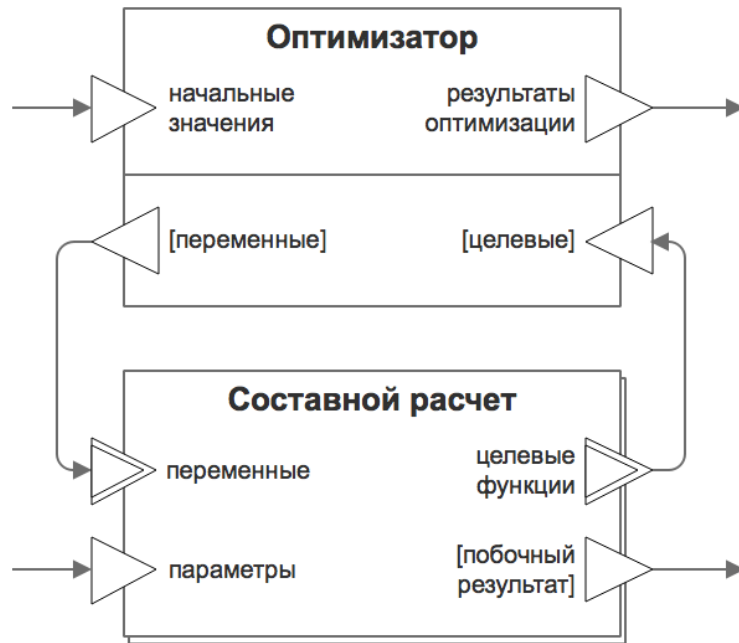 Оптимизатор
начальные
значения
результаты
оптимизации
[переменные]
[целевые]
Составной расчет
переменные
целевые
функции
параметры
[побочный
результат]